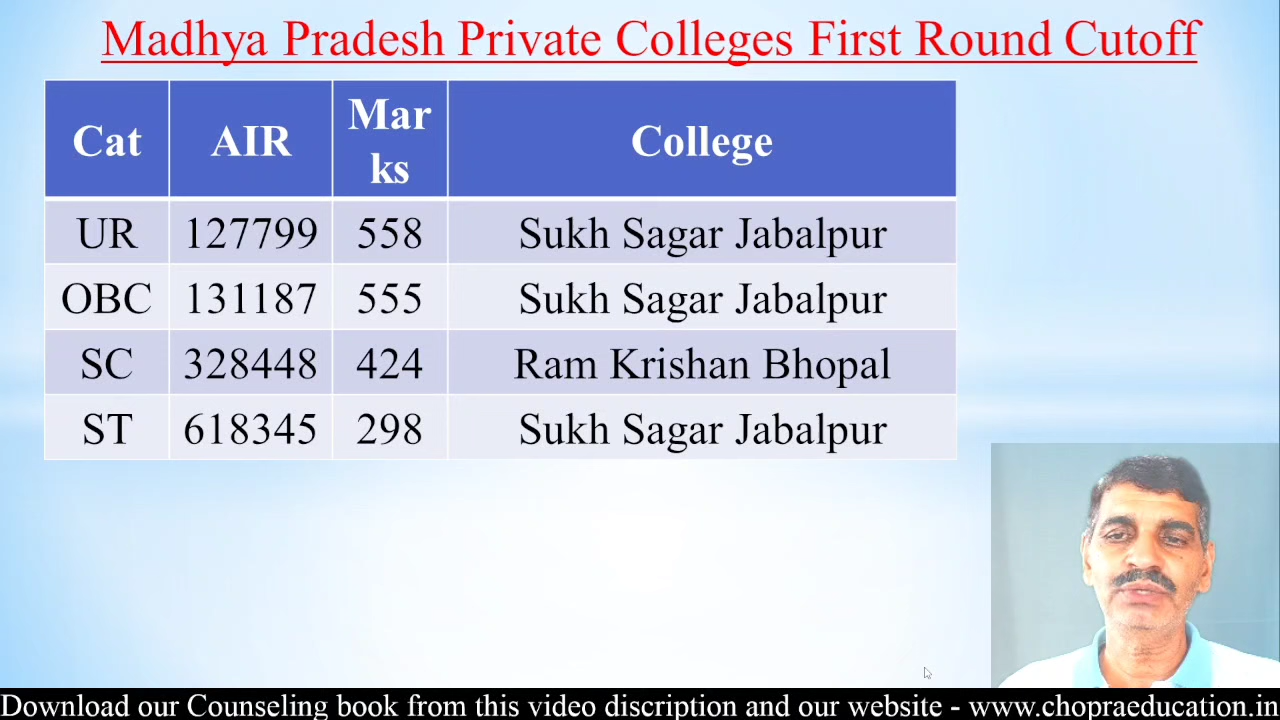 Madhya Pradesh Private Colleges First Round Cutoff
Cat AIR Mar ks College
UR 127799 558 Sukh Sagar Jabalpur
OBC 131187 555 Sukh Sagar Jabalpur
SC 328448 424 Ram Krishan Bhopal
ST 618345 298 Sukh Sagar Jabalpur
Download our Counseling book from this video discription and our website - www.chopraeducation.in